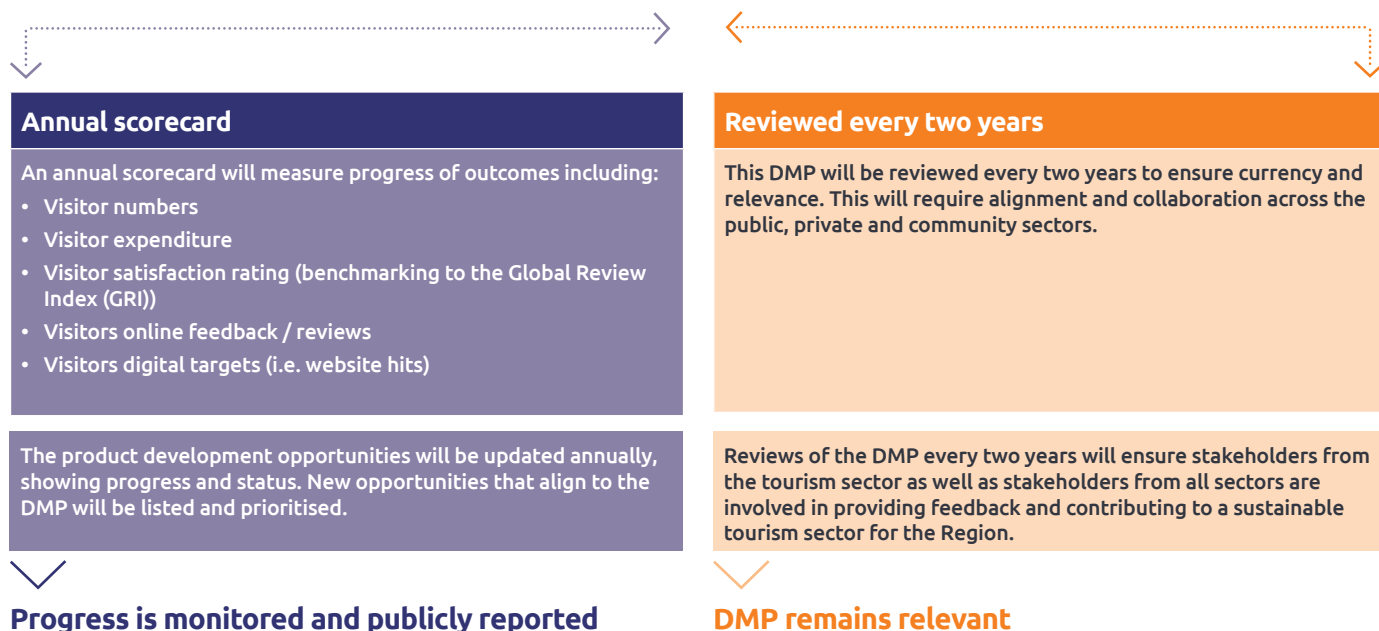 Annual scorecard
An annual scorecard will measure progress of outcomes including:
• Visitor numbers
• Visitor expenditure
• Visitor satisfaction rating (benchmarking to the Global Review
Index (GRI))
• Visitors online feedback / reviews
• Visitors digital targets (i.e. website hits)
The product development opportunities will be updated annually,
showing progress and status. New opportunities that align to the
DMP will be listed and prioritised.
Progress is monitored and publicly reported
Reviewed every two years
This DMP will be reviewed every two years to ensure currency and
relevance. This will require alignment and collaboration across the
public, private and community sectors.
Reviews of the DMP every two years will ensure stakeholders from
the tourism sector as well as stakeholders from all sectors are
involved in providing feedback and contributing to a sustainable
tourism sector for the Region.
DMP remains relevant